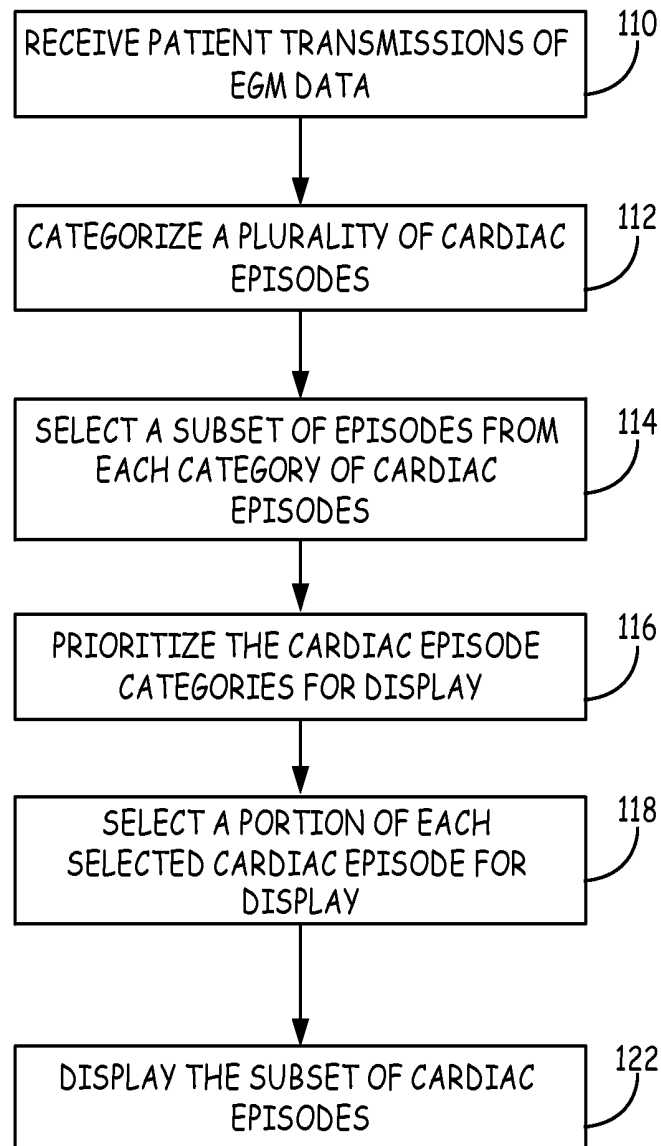 110
RECEIVE PATIENT TRANSMISSIONS OF
EGM DATA
112
CATEGORIZE A PLURALITY OF CARDIAC
EPISODES
114
SELECT A SUBSET OF EPISODES FROM
EACH CATEGORY OF CARDIAC
EPISODES
116
PRIORITIZE THE CARDIAC EPISODE
CATEGORIES FOR DISPLAY
118
SELECT A PORTION OF EACH
SELECTED CARDIAC EPISODE FOR
DISPLAY
122
DISPLAY THE SUBSET OF CARDIAC
EPISODES